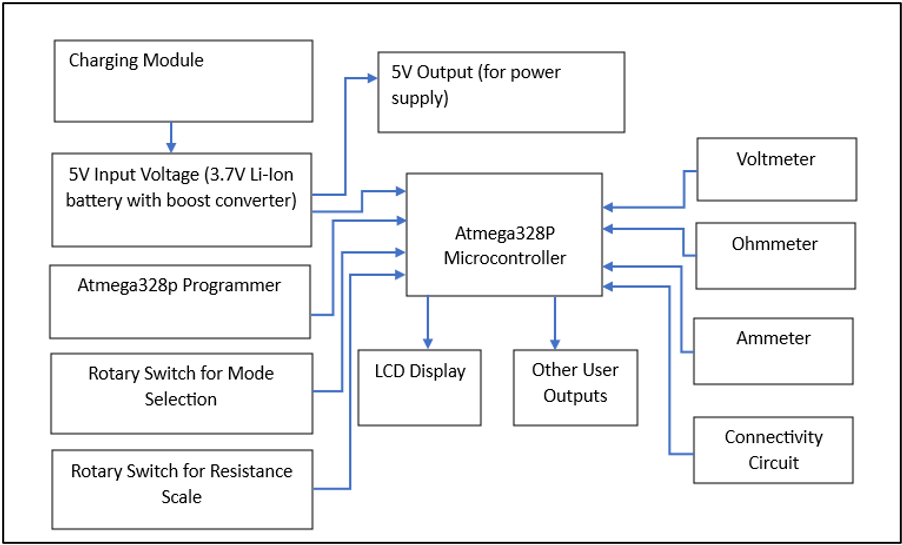 Charging Module
5V Output (for power
supply)
5V Input Voltage (3.7V Li-Ion
battery with boost converter)
Voltmeter
Atmega328P
Microcontroller
Ohmmeter
Atmega328p Programmer
Ammeter
Rotary Switch for Mode
Selection
LCD Display
Other User
Outputs
Connectivity
Circuit
Rotary Switch for Resistance
Scale